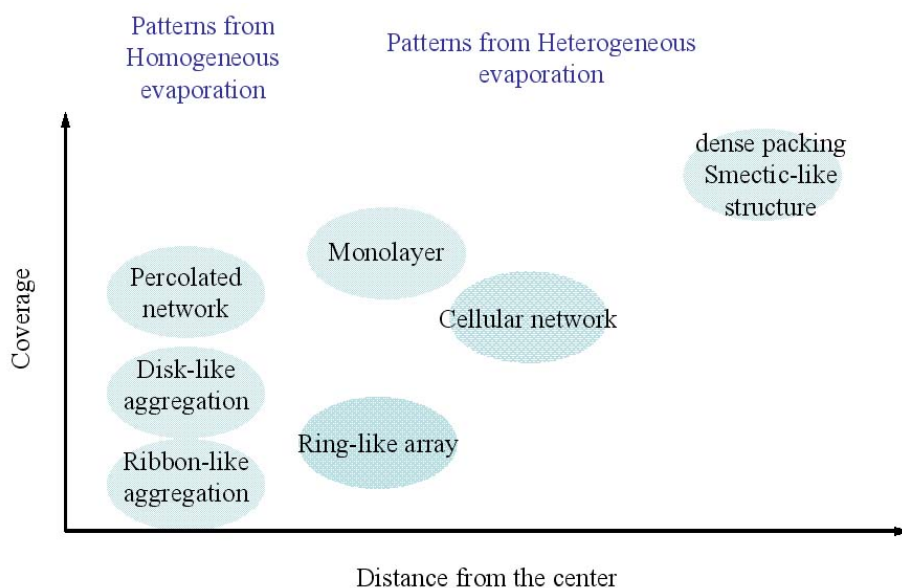 Patterns from
Homogeneous
evaporation
Patterns from Heterogeneous
evaporation
dense packing
Smectic-like
structure
Monolayer
Percolated
network
Cellular network
Coverage
Disk-like
aggregation
Ring-like array
Ribbon-like
aggregation
Distance from the center